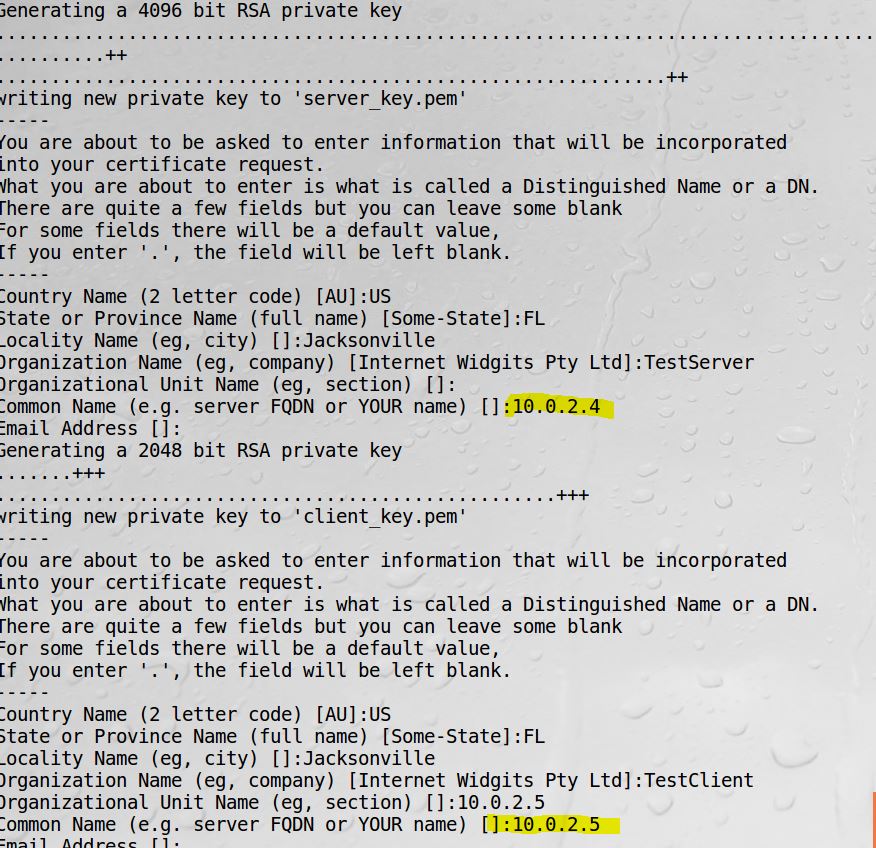 Generating a 4096 bit RSA private key
................................................................................
..........++
.............................................................++
writing new private key to 'server_key.pem'
-----
You are about to be asked to enter information that will be incorporated
into your certificate request.
What you are about to enter is what is called a Distinguished Name or a DN.
There are quite a few fields but you can leave some blank
For some fields there will be a default value,
If you enter '.', the field will be left blank.
-----
Country Name (2 letter code) [AU]:US
State or Province Name (full name) [Some-State]:FL
Locality Name (eg, city) []:Jacksonville
Organization Name (eg, company) [Internet Widgits Pty Ltd]:TestServer
Organizational Unit Name (eg, section) []:
Common Name (e.g. server FQDN or YOUR name) []:10.0.2.4
Email Address []:
Generating a 2048 bit RSA private key
.......+++
...................................................+++
writing new private key to 'client_key.pem'
-----
You are about to be asked to enter information that will be incorporated
into your certificate request.
What you are about to enter is what is called a Distinguished Name or a DN.
There are quite a few fields but you can leave some blank
For some fields there will be a default value,
If you enter '.', the field will be left blank.
-----
Country Name (2 letter code) [AU]:US
State or Province Name (full name) [Some-State]:FL
Locality Name (eg, city) []:Jacksonville
Organization Name (eg, company) [Internet Widgits Pty Ltd]:TestClient
Organizational Unit Name (eg, section) []:10.0.2.5
Common Name (e.g. server FQDN or YOUR name) []:10.0.2.5
Email Address []: